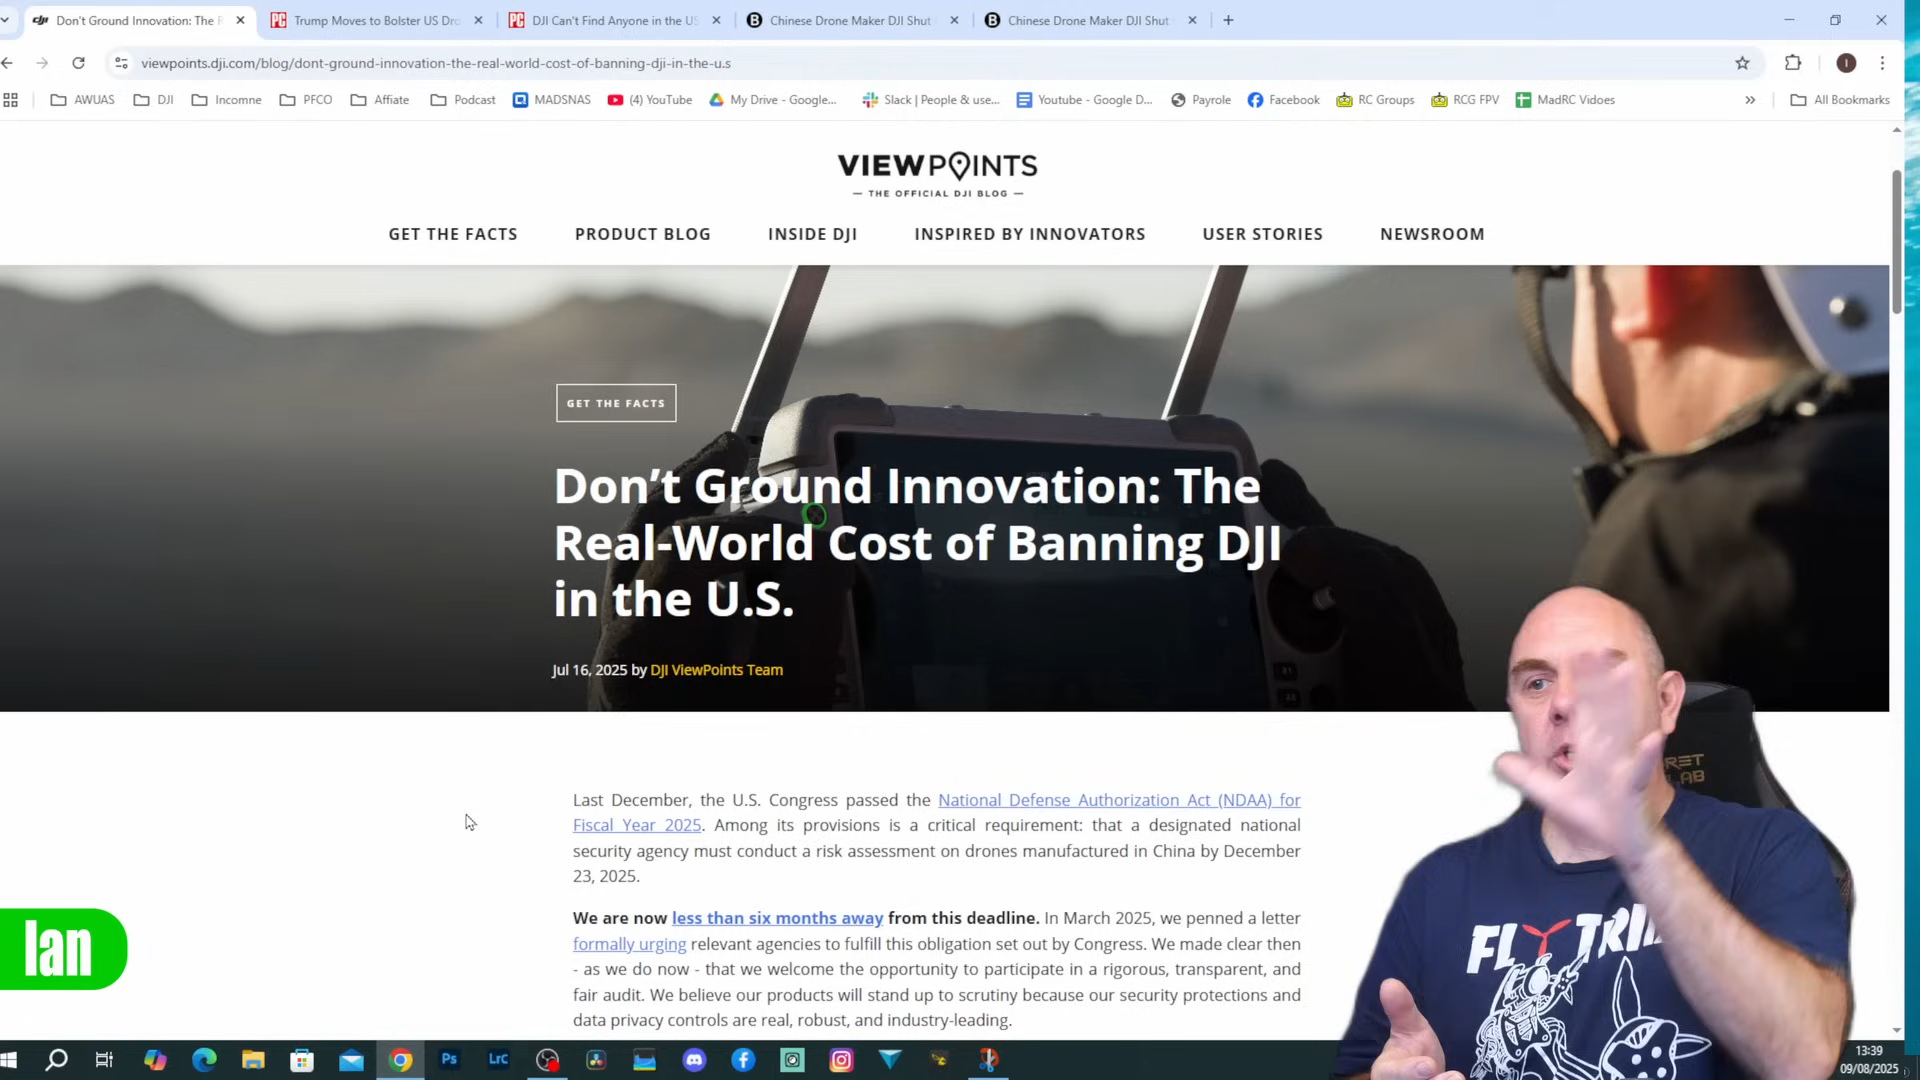 Don't Ground Innovation: The R
Trump Moves to Bolster US Dro
DJI Can't Find Anyone in the US
Chinese Drone Maker DJI Shut
Chinese Drone Maker DJI Shut
viewpoints.dji.com/blog/dont-ground-innovation-the-real-world-cost-of-banning-dji-in-the-u.s
AWUAS
DJI
Incomne
PFCO
Affiate
Podcast
MADSNAS
(4) YouTube
My Drive - Google...
Slack | People & use...
Youtube - Google D...
Payrole
Facebook
RC Groups
RCG FPV
MadRC Vidoes
All Bookmarks
VIEWPOINTS
— THE OFFICIAL DJI BLOG —
GET THE FACTS
PRODUCT BLOG
INSIDE DJI
INSPIRED BY INNOVATORS
USER STORIES
NEWSROOM
GET THE FACTS
Don't Ground Innovation: The
Real-World Cost of Banning DJI
in the U.S.
Jul 16, 2025 by DJI ViewPoints Team
Last December, the U.S. Congress passed the National Defense Authorization Act (NDAA) for
Fiscal Year 2025. Among its provisions is a critical requirement: that a designated national
security agency must conduct a risk assessment on drones manufactured in China by December
23, 2025.
We are now less than six months away from this deadline. In March 2025, we penned a letter
formally urging relevant agencies to fulfill this obligation set out by Congress. We made clear then
- as we do now - that we welcome the opportunity to participate in a rigorous, transparent, and
fair audit. We believe our products will stand up to scrutiny because our security protections and
data privacy controls are real, robust, and industry-leading.
Ian
13:39
09/08/2025